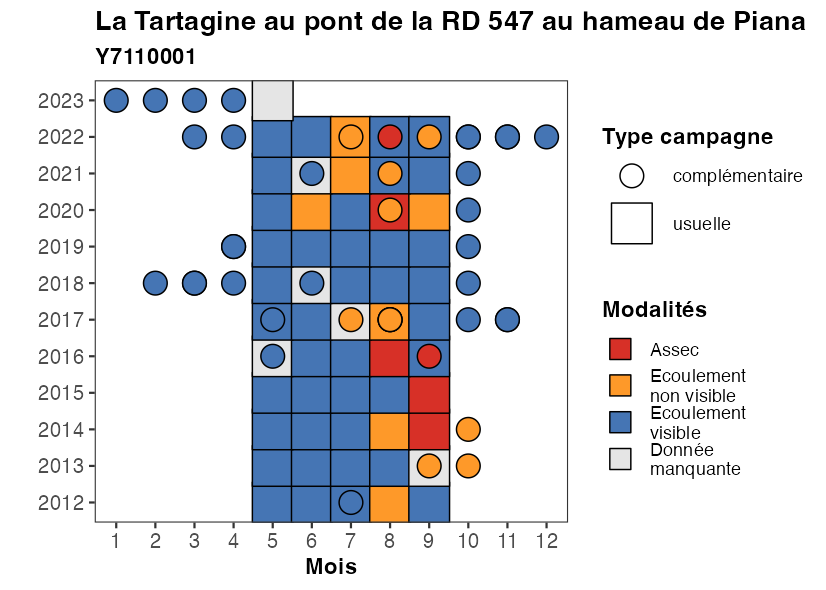 La Tartagine au pont de la RD 547 au hameau de Piana
Y7110001
2023
2022
2021
2020
2019
2018
2017
2016
2015
2014
2013
2012
1 2 3 4 5 6 7 8 9 10 11 12
Mois
Type campagne
complémentaire
usuelle
Modalités
Assec
Ecoulement
non visible
Ecoulement
visible
Donnée
manquante